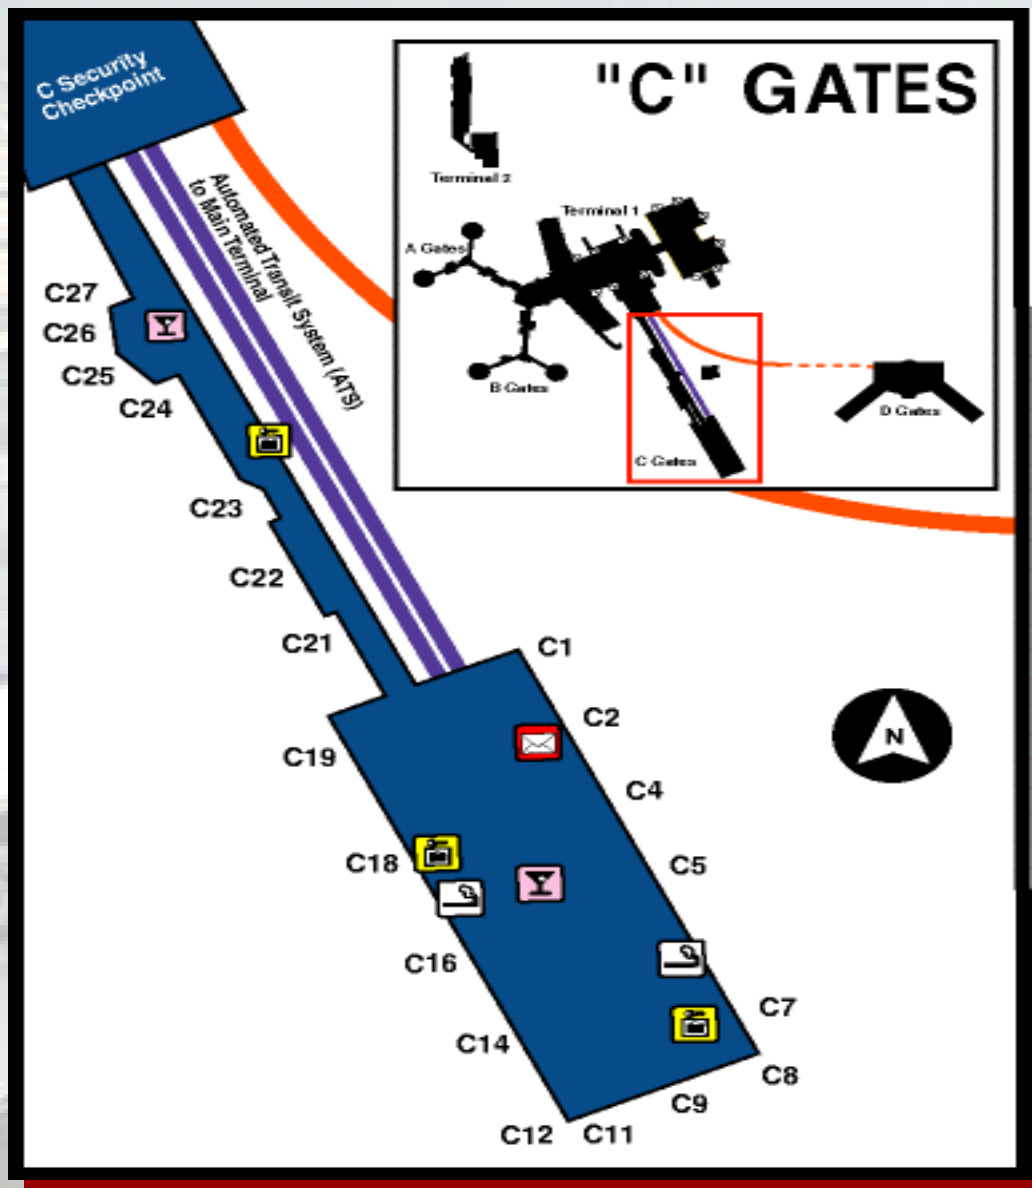 C Security
Checkpoint
"C" GATES
Terminal 2
Terminal 1
A Gates
B Gates
C Gates
D Gates
Automated Transit System (ATS)
to Main Terminal
C27
C26
C25
C24
C23
C22
C21
C1
C2
C19
C4
C18
C5
C16
C7
C14
C8
C9
C12
C11
N